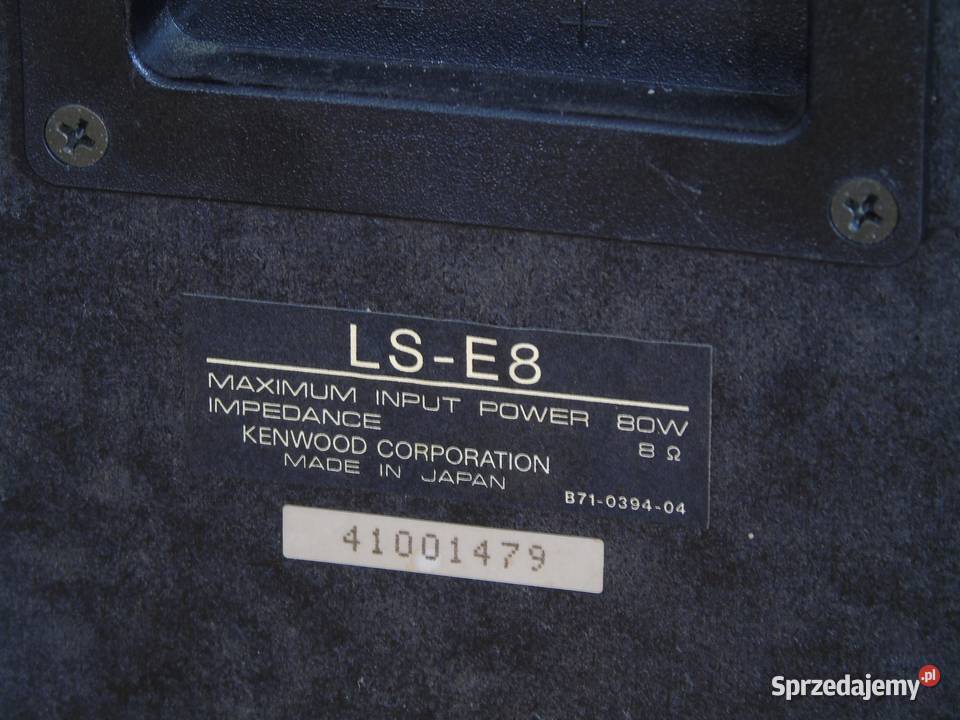 − +
LS-E8
MAXIMUM INPUT POWER 80W
IMPEDANCE 8 Ω
KENWOOD CORPORATION
MADE IN JAPAN
B71-0394-04
41001479
Sprzedajemy.pl